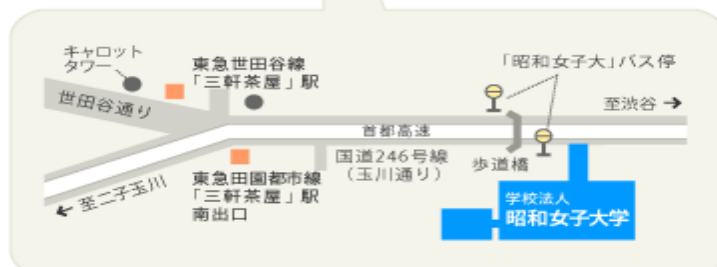 キャロット
タワー
東急世田谷線
「三軒茶屋」駅
「昭和女子大」バス停
世田谷通り
至渋谷→
首都高速
国道246号線
（玉川通り）
歩道橋
←至二子玉川
東急田園都市線
「三軒茶屋」駅
南出口
学校法人
昭和女子大学